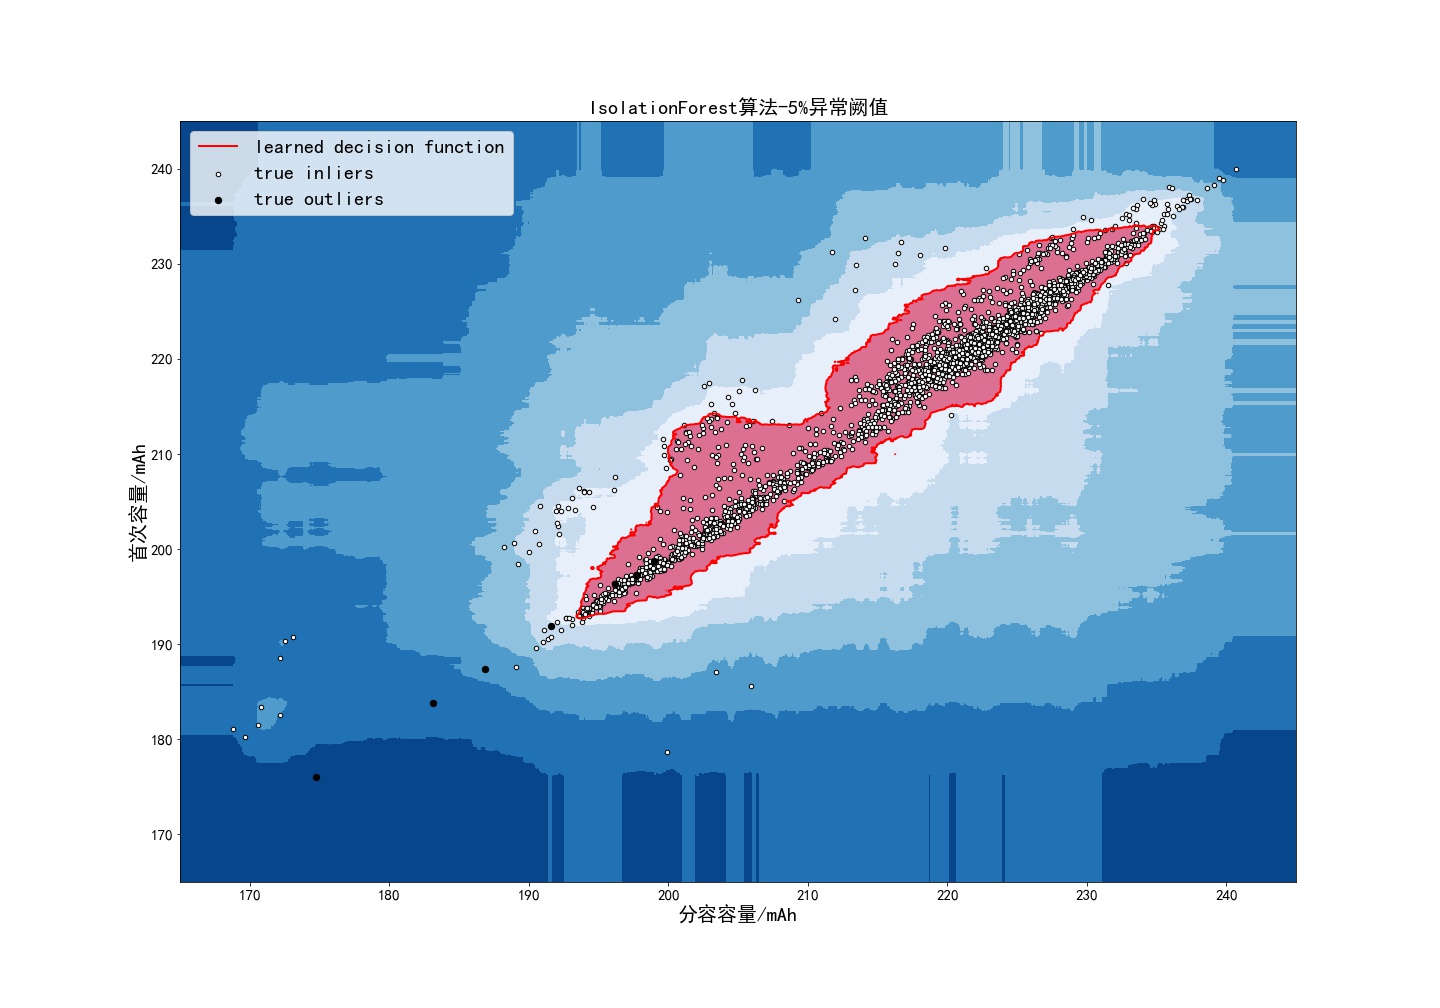 IsolationForest算法-5%异常阙值
learned decision function
true inliers
true outliers
240
230
220
210
200
190
180
170
首次容量/mAh
170
180
190
200
210
220
230
240
分容容量/mAh